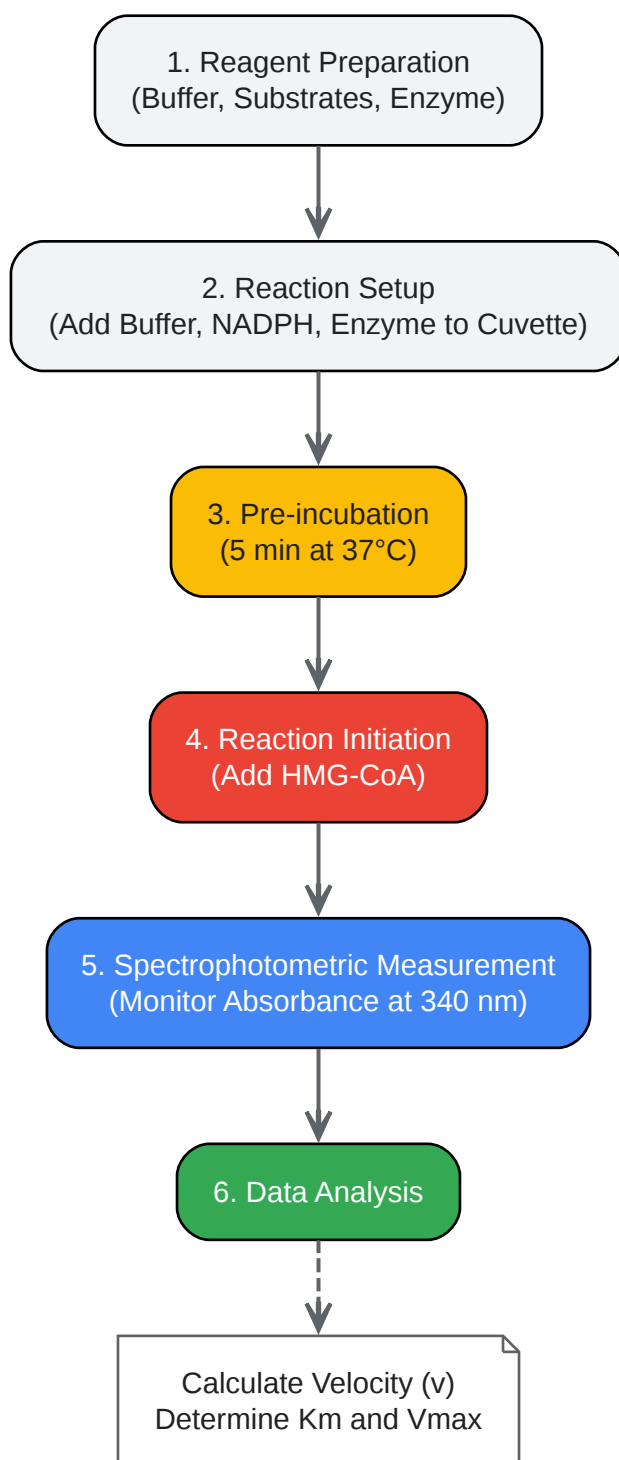 1. Reagent Preparation
(Buffer, Substrates, Enzyme)
2. Reaction Setup
(Add Buffer, NADPH, Enzyme to Cuvette)
3. Pre-incubation
(5 min at 37°C)
4. Reaction Initiation
(Add HMG-CoA)
5. Spectrophotometric Measurement
(Monitor Absorbance at 340 nm)
6. Data Analysis
Calculate Velocity (v)
Determine Km and Vmax